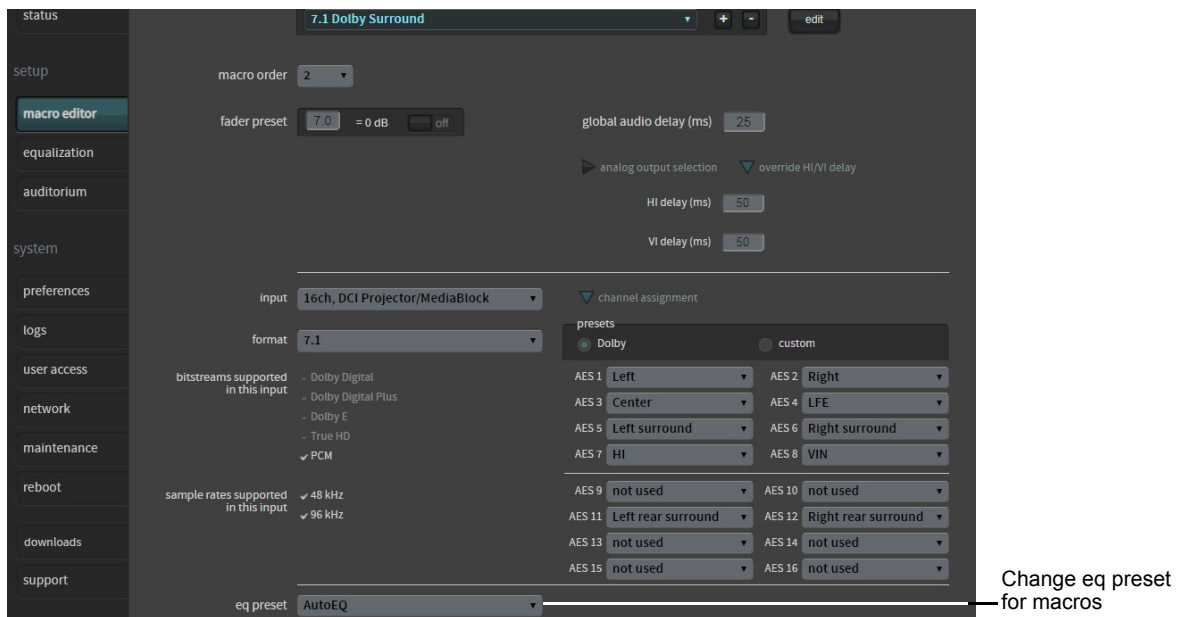 status
7.1 Dolby Surround
+
-
edit
setup
macro order 2
macro editor
fader preset 7.0 = 0 dB off
global audio delay (ms) 25
equalization
analog output selection override HI/VI delay
auditorium
HI delay (ms) 50
VI delay (ms) 50
system
preferences
input 16ch, DCI Projector/MediaBlock
channel assignment
presets
logs
format 7.1
Dolby custom
user access
bitstreams supported
in this input
- Dolby Digital
- Dolby Digital Plus
- Dolby E
- True HD
✓ PCM
AES 1 Left AES 2 Right
AES 3 Center AES 4 LFE
AES 5 Left surround AES 6 Right surround
AES 7 HI AES 8 VIN
network
maintenance
reboot
sample rates supported
in this input
✓ 48 kHz
✓ 96 kHz
AES 9 not used AES 10 not used
AES 11 Left rear surround AES 12 Right rear surround
AES 13 not used AES 14 not used
AES 15 not used AES 16 not used
downloads
support
eq preset AutoEQ
Change eq preset
for macros